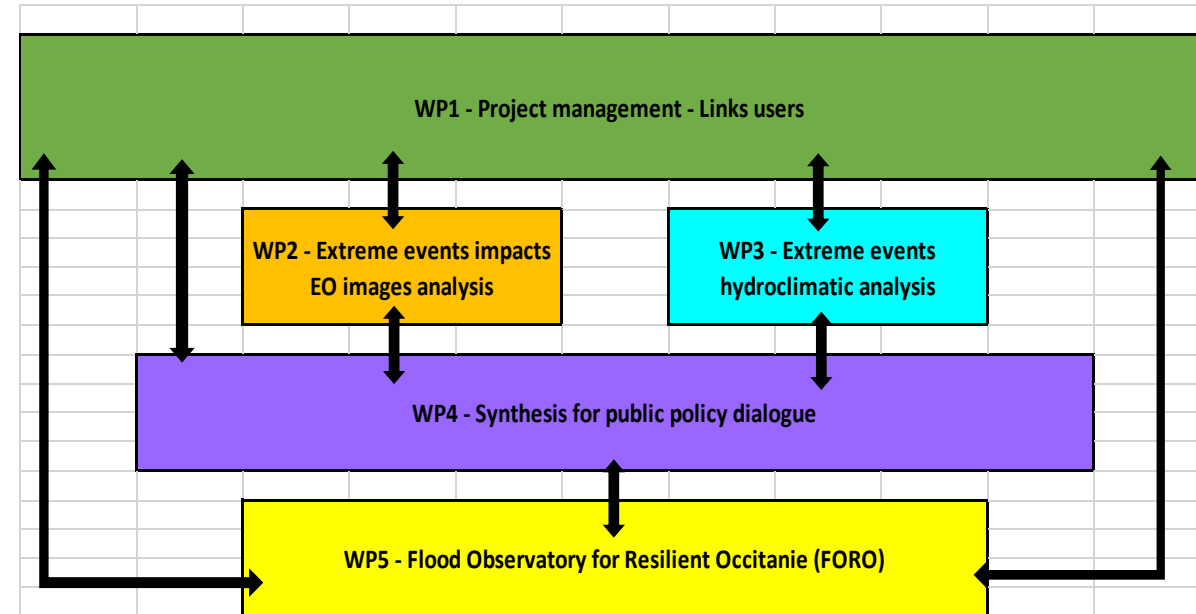 WP1 - Project management - Links users
WP2 - Extreme events impacts
EO images analysis
WP3 - Extreme events
hydroclimatic analysis
WP4 - Synthesis for public policy dialogue
WP5 - Flood Observatory for Resilient Occitanie (FORO)